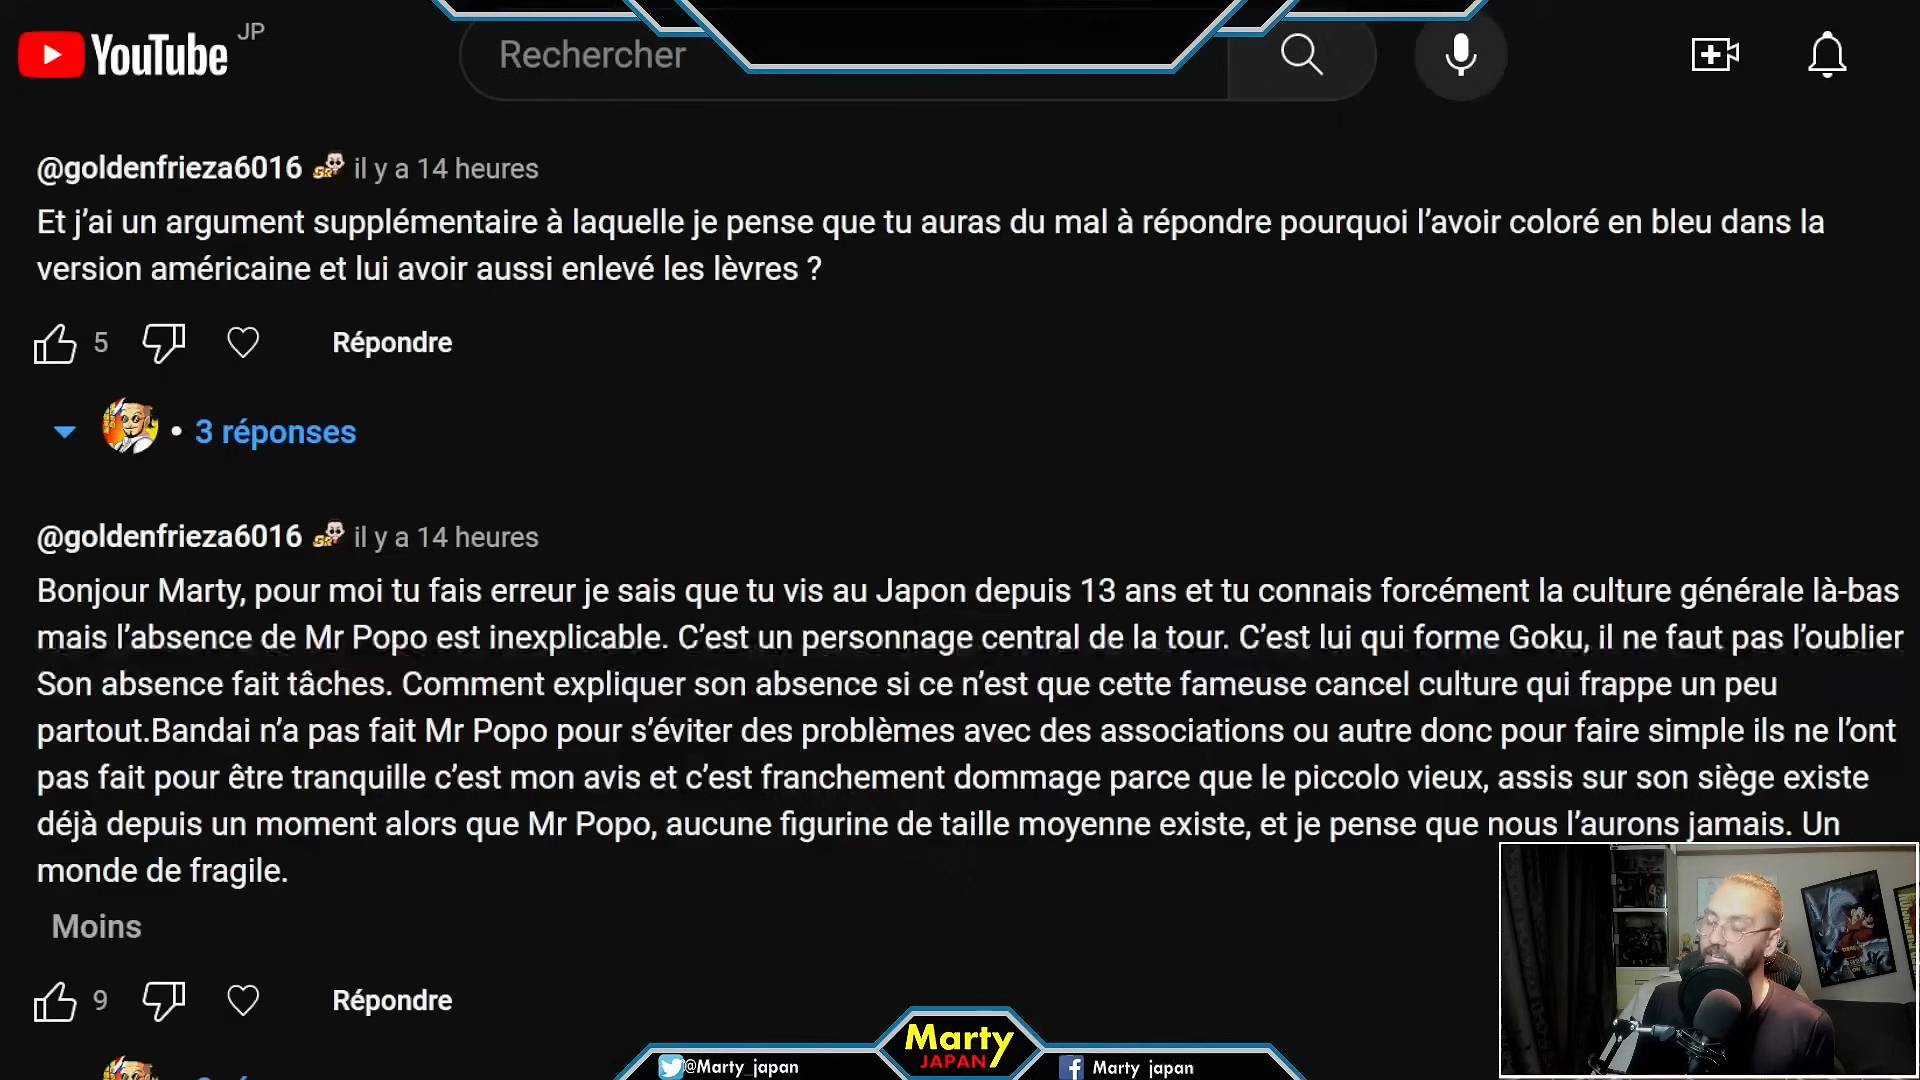 YouTube JP
Rechercher
@goldenfrieza6016 il y a 14 heures
Et j’ai un argument supplémentaire à laquelle je pense que tu auras du mal à répondre pourquoi l’avoir coloré en bleu dans la
version américaine et lui avoir aussi enlevé les lèvres ?
5 Répondre
• 3 réponses
@goldenfrieza6016 il y a 14 heures
Bonjour Marty, pour moi tu fais erreur je sais que tu vis au Japon depuis 13 ans et tu connais forcément la culture générale là-bas
mais l’absence de Mr Popo est inexplicable. C’est un personnage central de la tour. C’est lui qui forme Goku, il ne faut pas l’oublier
Son absence fait tâches. Comment expliquer son absence si ce n’est que cette fameuse cancel culture qui frappe un peu
partout.Bandai n’a pas fait Mr Popo pour s’éviter des problèmes avec des associations ou autre donc pour faire simple ils ne l’ont
pas fait pour être tranquille c’est mon avis et c’est franchement dommage parce que le piccolo vieux, assis sur son siège existe
déjà depuis un moment alors que Mr Popo, aucune figurine de taille moyenne existe, et je pense que nous l’aurons jamais. Un
monde de fragile.
Moins
9 Répondre
Marty
JAPAN
@Marty_japan
Marty japan